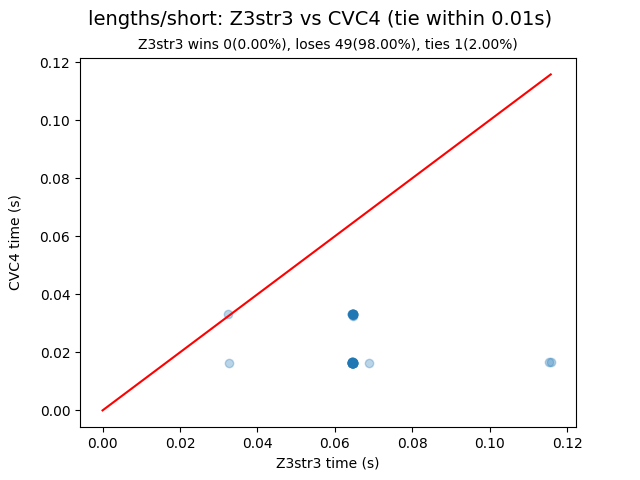 lengths/short: Z3str3 vs CVC4 (tie within 0.01s)
Z3str3 wins 0(0.00%), loses 49(98.00%), ties 1(2.00%)
0.12
0.10
0.08
0.06
0.04
0.02
0.00
CVC4 time (s)
0.00 0.02 0.04 0.06 0.08 0.10 0.12
Z3str3 time (s)